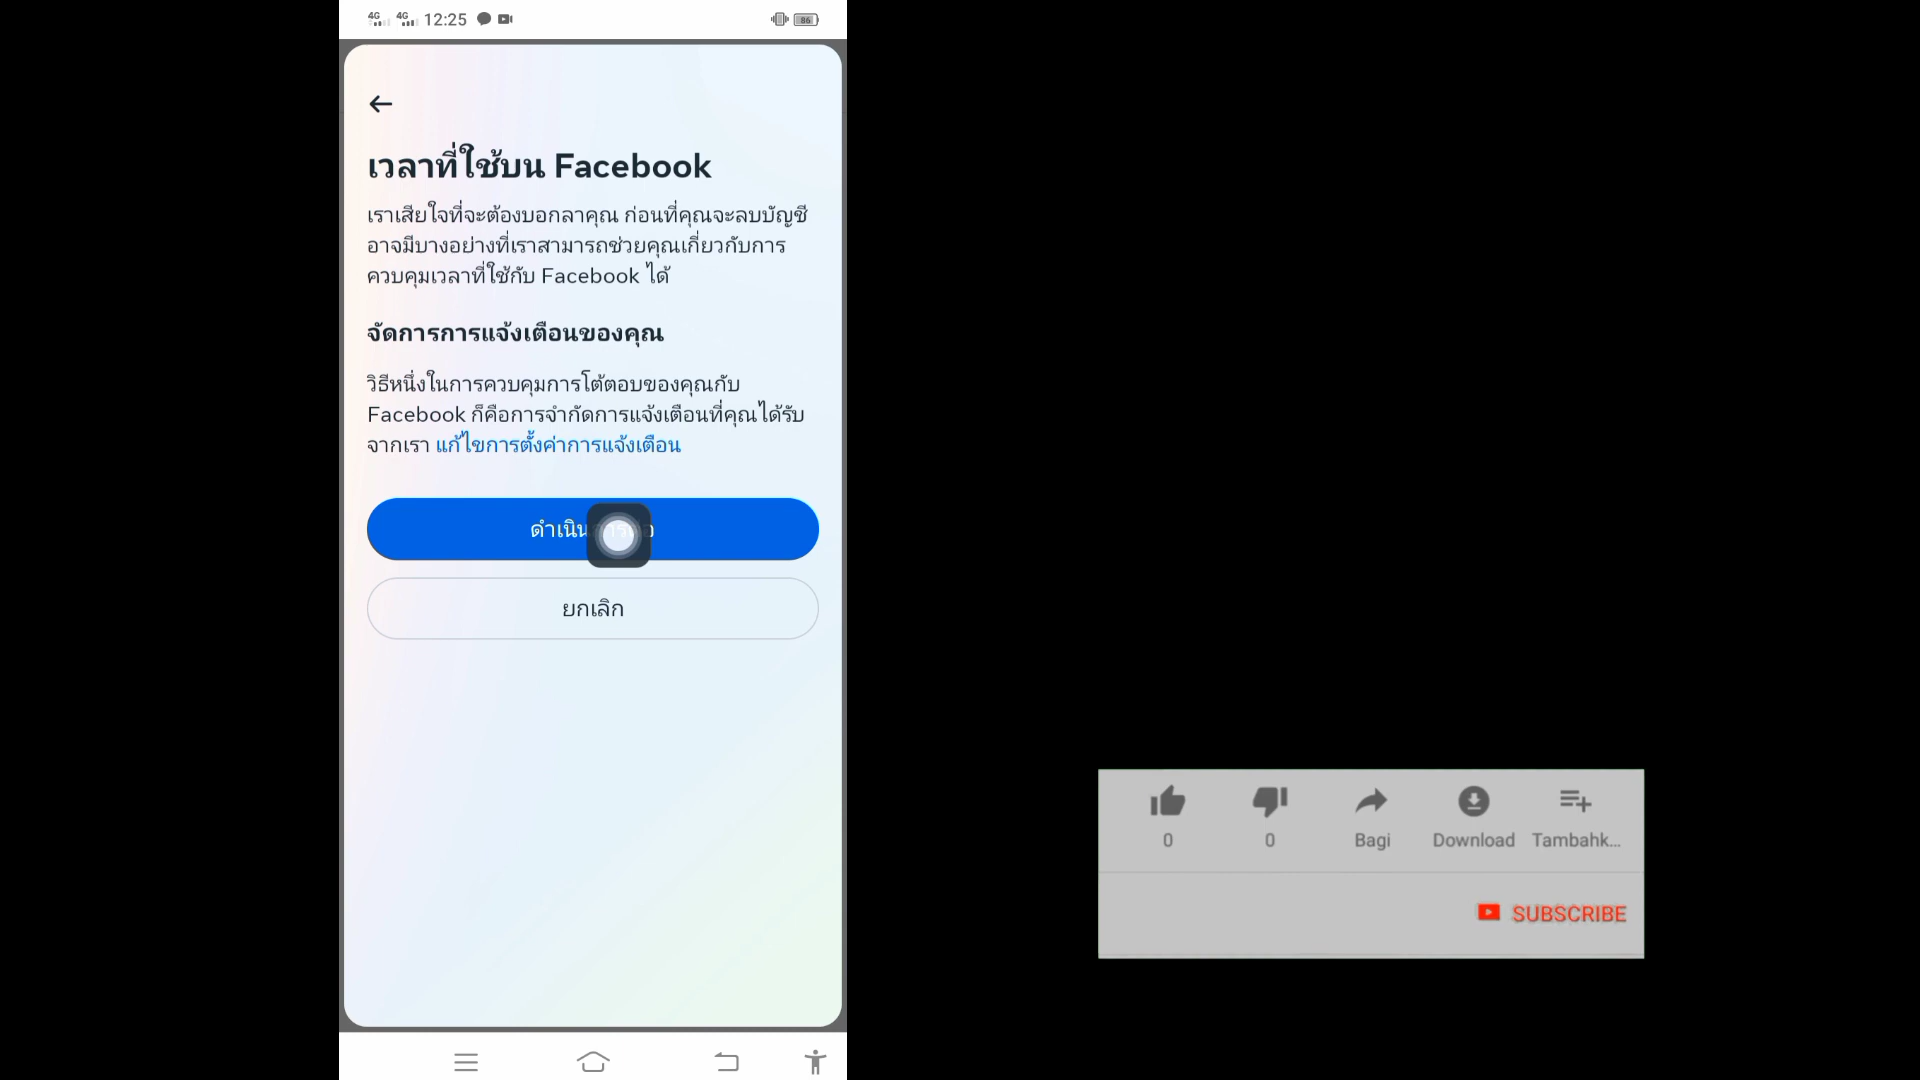 4G 4G 12:25 86
เวลาที่ใช้บน Facebook
เราเสียใจที่จะต้องบอกลาคุณ ก่อนที่คุณจะลบบัญชี
อาจมีบางอย่างที่เราสามารถช่วยคุณเกี่ยวกับการ
ควบคุมเวลาที่ใช้กับ Facebook ได้
จัดการการแจ้งเตือนของคุณ
วิธีหนึ่งในการควบคุมการโต้ตอบของคุณกับ
Facebook ก็คือการจำกัดการแจ้งเตือนที่คุณได้รับ
จากเรา แก้ไขการตั้งค่าการแจ้งเตือน
ดำเนินการต่อ
ยกเลิก
0 0 Bagi Download Tambahk...
SUBSCRIBE